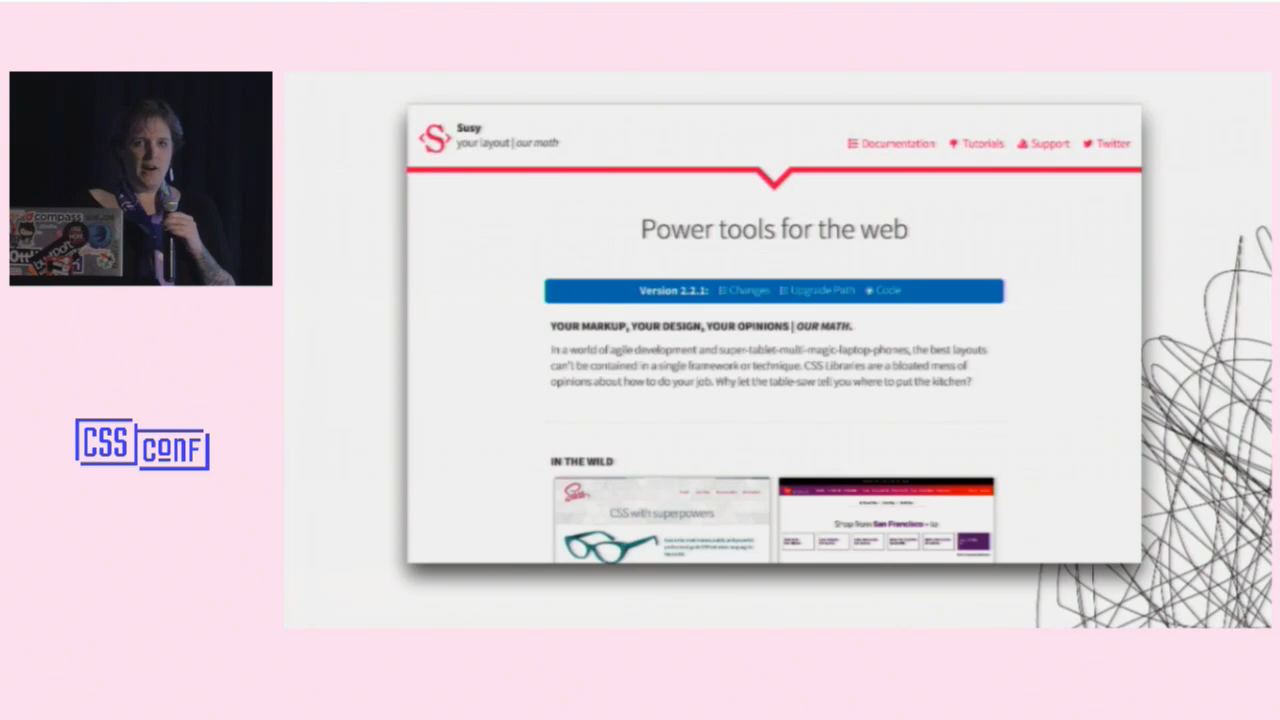 compass
CSS
conf
Susy
your layout | our math
Documentation
Tutorials
Support
Twitter
Power tools for the web
Version 2.2.1:
Changes
Upgrade Path
Code
YOUR MARKUP, YOUR DESIGN, YOUR OPINIONS | OUR MATH.
In a world of agile development and super-tablet-multi-magic-laptop-phones, the best layouts
can't be contained in a single framework or technique. CSS Libraries are a bloated mess of
opinions about how to do your job. Why let the table-saw tell you where to put the kitchen?
IN THE WILD
Sass
CSS with superpowers
Shop from San Francisco – to: